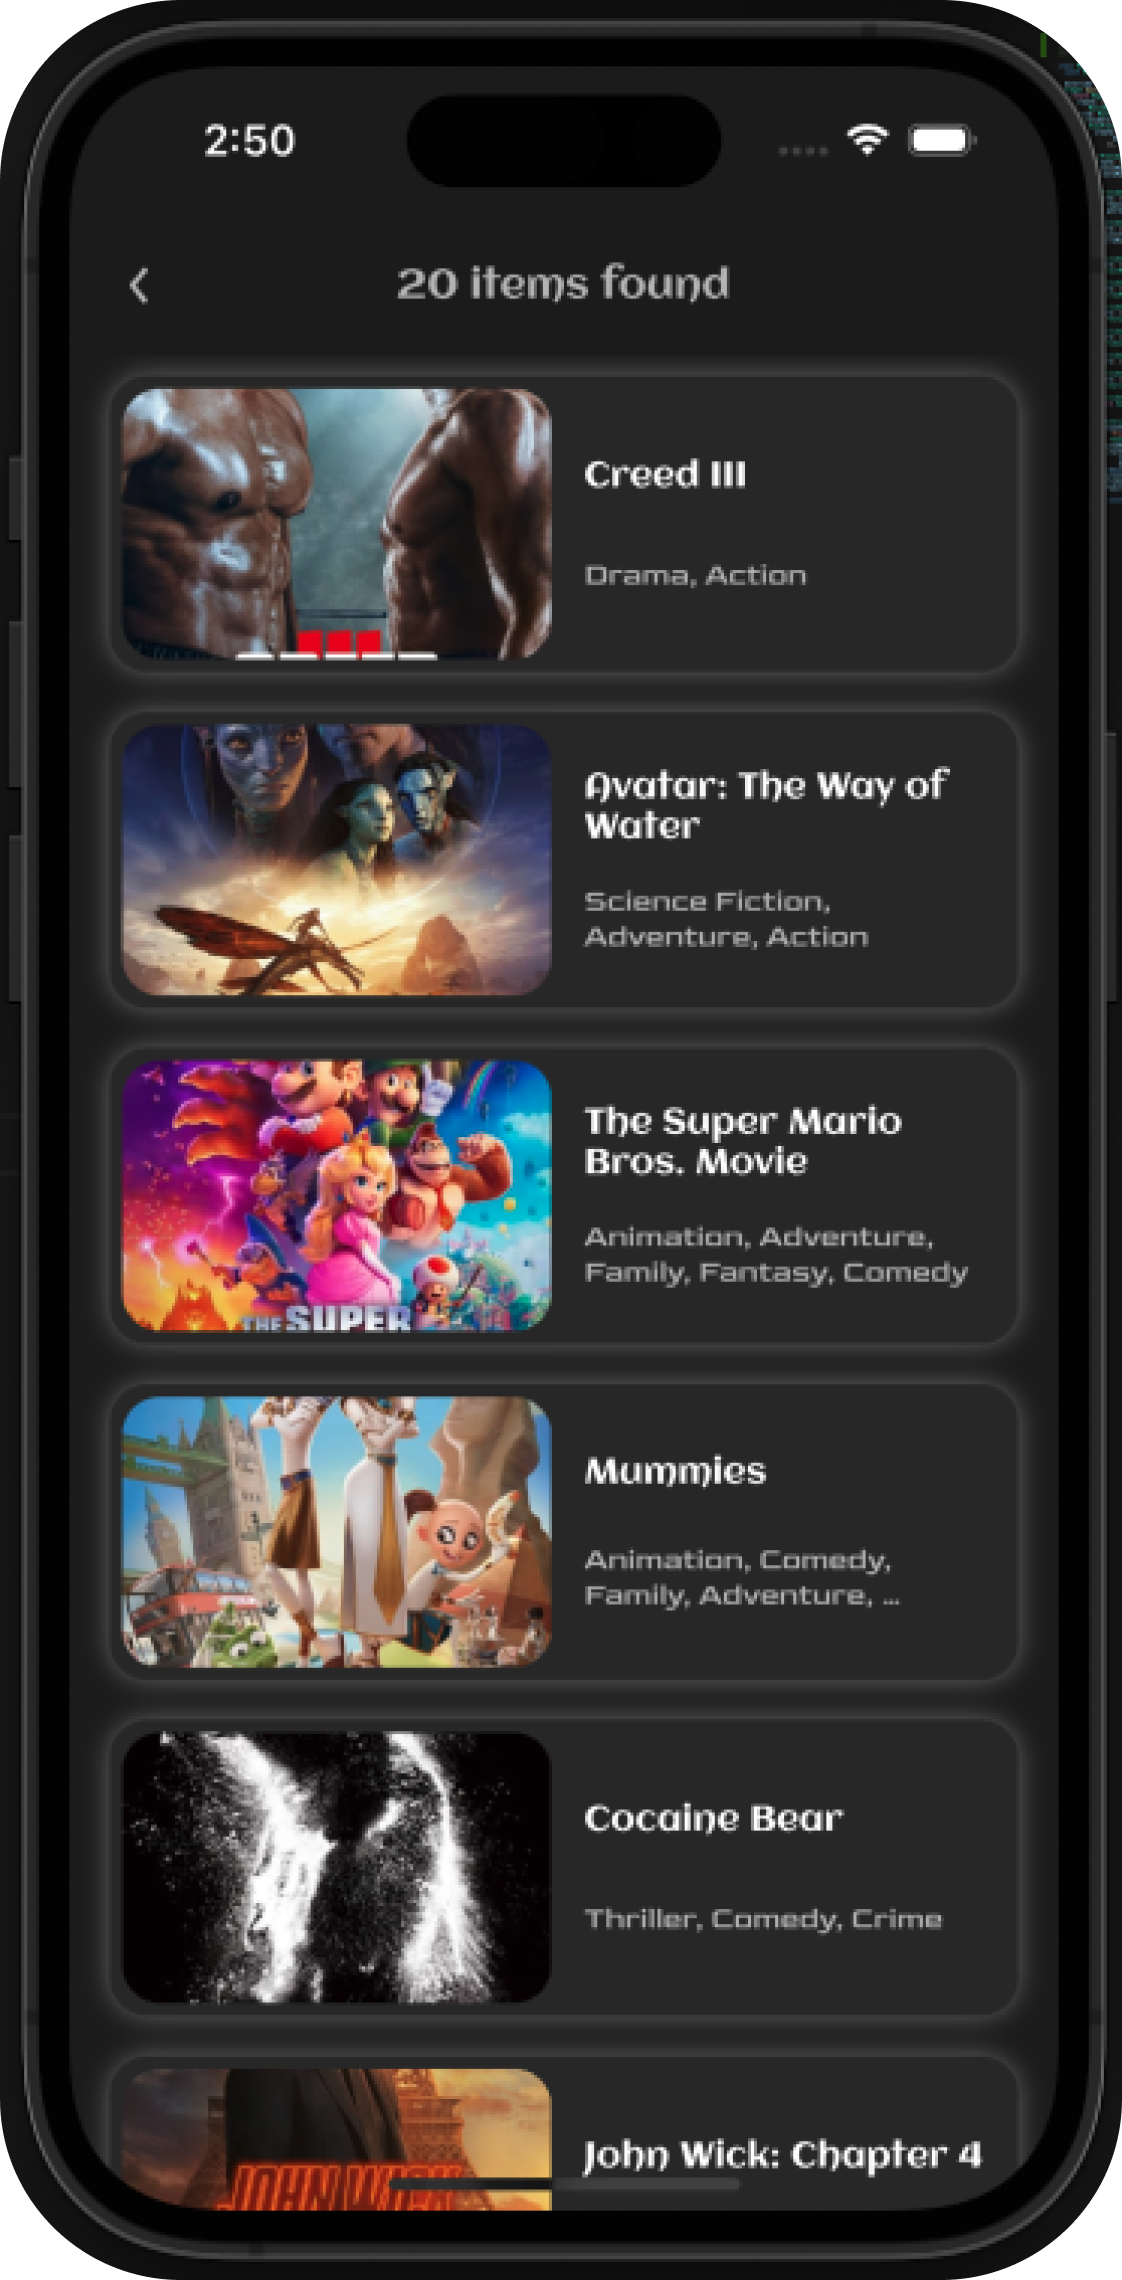 2:50
20 items found
Creed III
Drama, Action
Avatar: The Way of
Water
Science Fiction,
Adventure, Action
The Super Mario
Bros. Movie
Animation, Adventure,
Family, Fantasy, Comedy
THE SUPER
Mummies
Animation, Comedy,
Family, Adventure, ...
Cocaine Bear
Thriller, Comedy, Crime
John Wick: Chapter 4
JOHN WICK